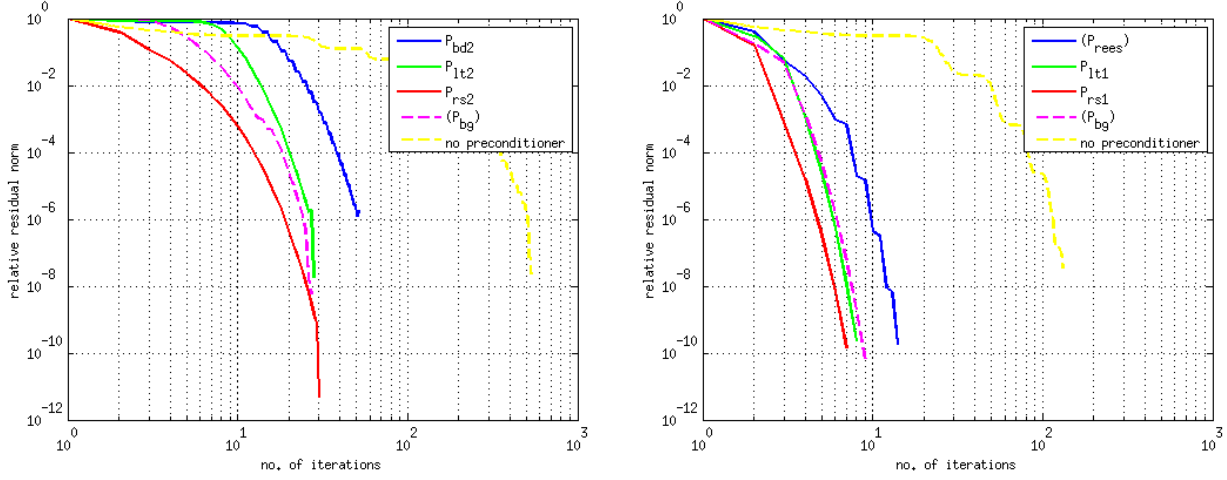 10^0
10^-2
10^-4
10^-6
10^-8
10^-10
10^-12
relative residual norm
P_bd2
P_lt2
P_rs2
(P_bg)
no preconditioner
10^0
10^1
10^2
10^3
no. of iterations
10^0
10^-2
10^-4
10^-6
10^-8
10^-10
10^-12
relative residual norm
(P_rees)
P_lt1
P_rs1
(P_bg)
no preconditioner
10^0
10^1
10^2
10^3
no. of iterations